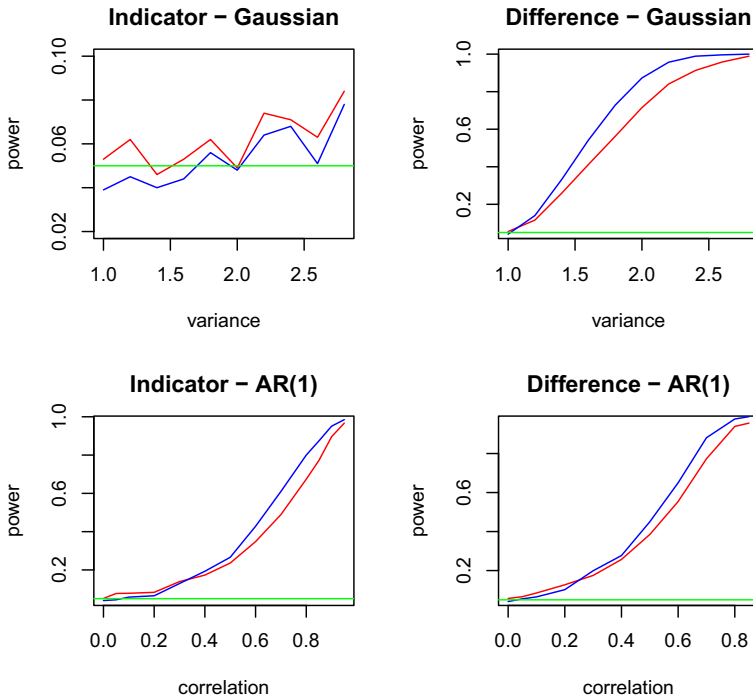 Indicator − Gaussian
power
0.02 0.06 0.10
1.0 1.5 2.0 2.5
variance
Difference − Gaussian
power
0.2 0.6 1.0
1.0 1.5 2.0 2.5
variance
Indicator − AR(1)
power
0.2 0.6 1.0
0.0 0.2 0.4 0.6 0.8
correlation
Difference − AR(1)
power
0.2 0.6
0.0 0.2 0.4 0.6 0.8
correlation